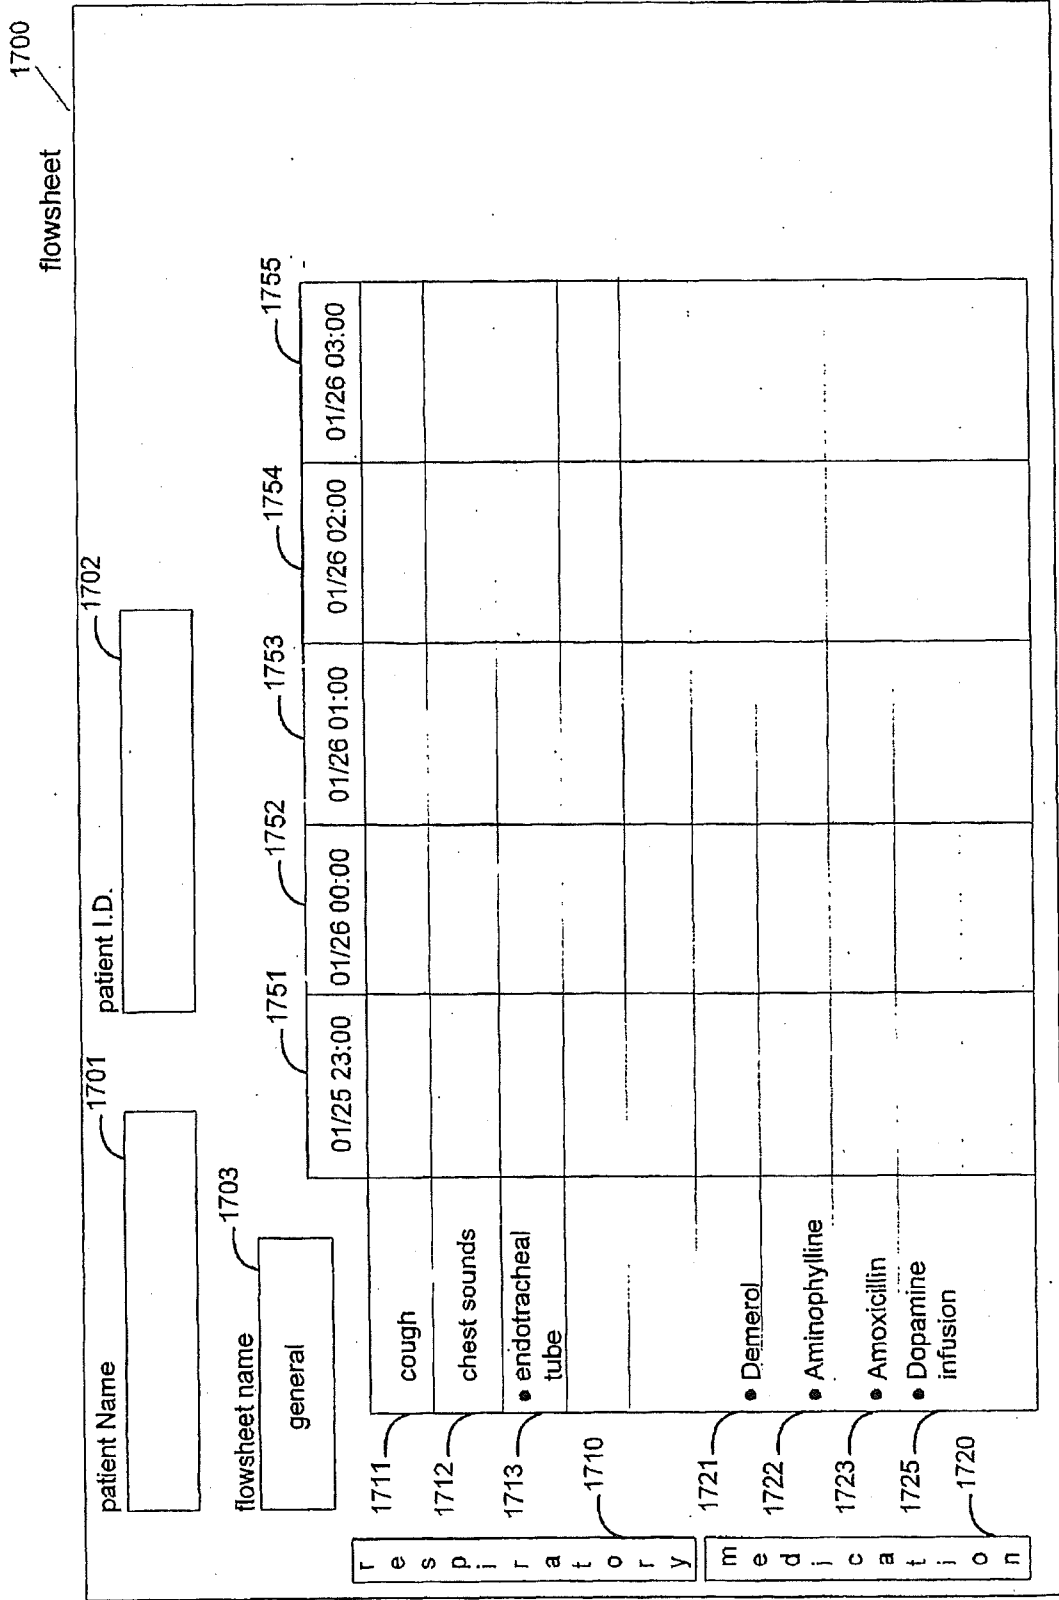 flowsheet 1700
patient Name 1701
patient I.D. 1702
flowsheet name 1703
general
1751 1752 1753 1754 1755
01/25 23:00 01/26 00:00 01/26 01:00 01/26 02:00 01/26 03:00
respiratory
1711 cough
1712 chest sounds
1713 • endotracheal
tube
1710
medication
1721 • Demerol
1722 • Aminophylline
1723 • Amoxicillin
1725 • Dopamine
infusion
1720